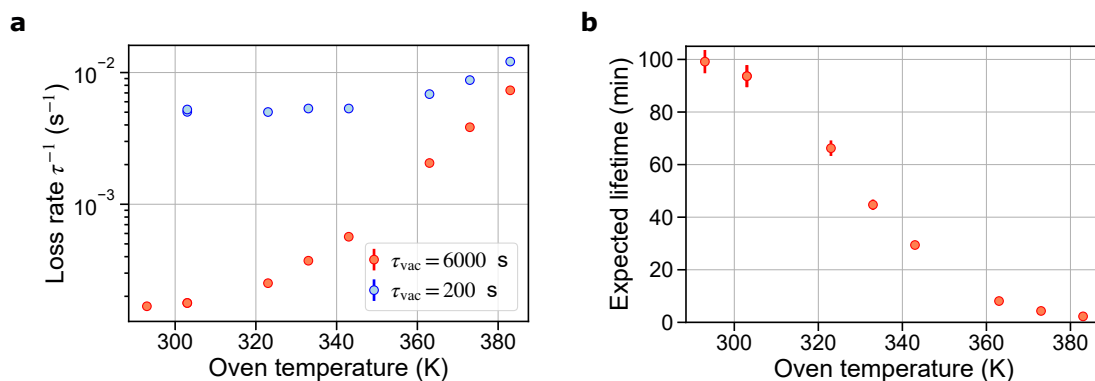 a
Loss rate τ⁻¹ (s⁻¹)
10⁻²
10⁻³
300 320 340 360 380
Oven temperature (K)
τvac = 6000 s
τvac = 200 s
b
Expected lifetime (min)
100
80
60
40
20
0
300 320 340 360 380
Oven temperature (K)